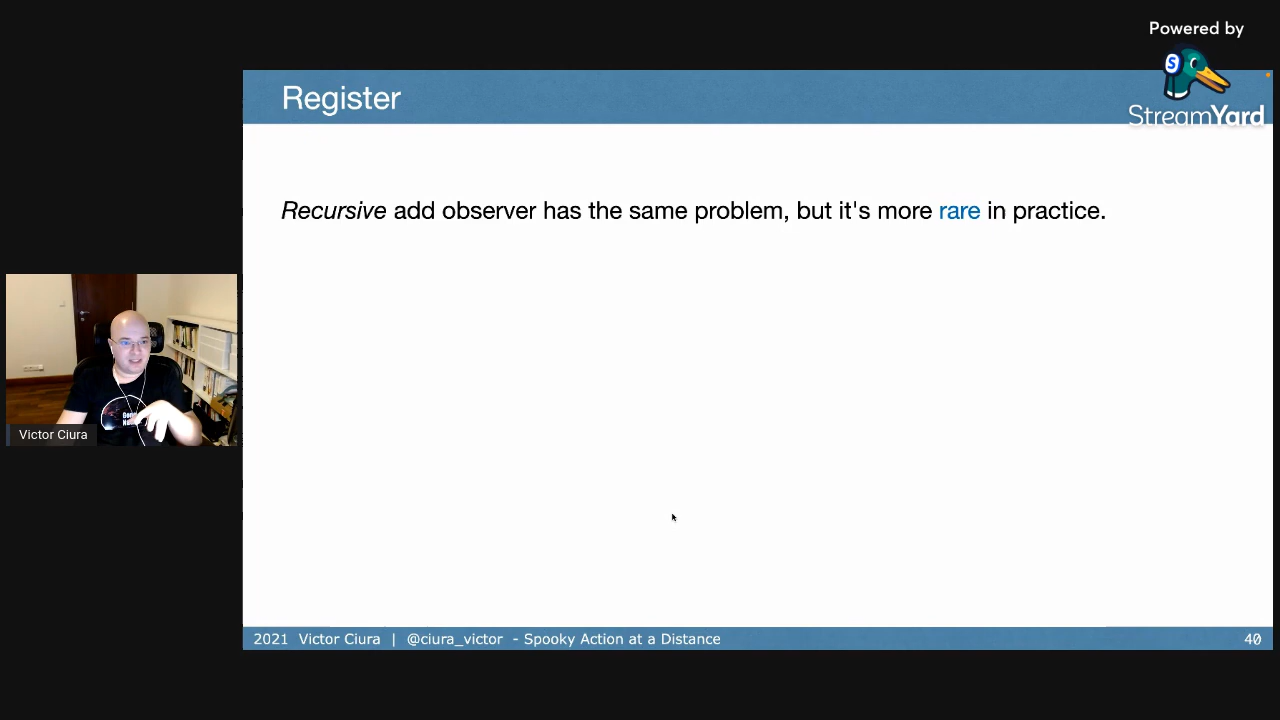 Powered by
StreamYard
Register
Recursive add observer has the same problem, but it's more rare in practice.
Victor Ciura
2021 Victor Ciura | @ciura_victor - Spooky Action at a Distance
40